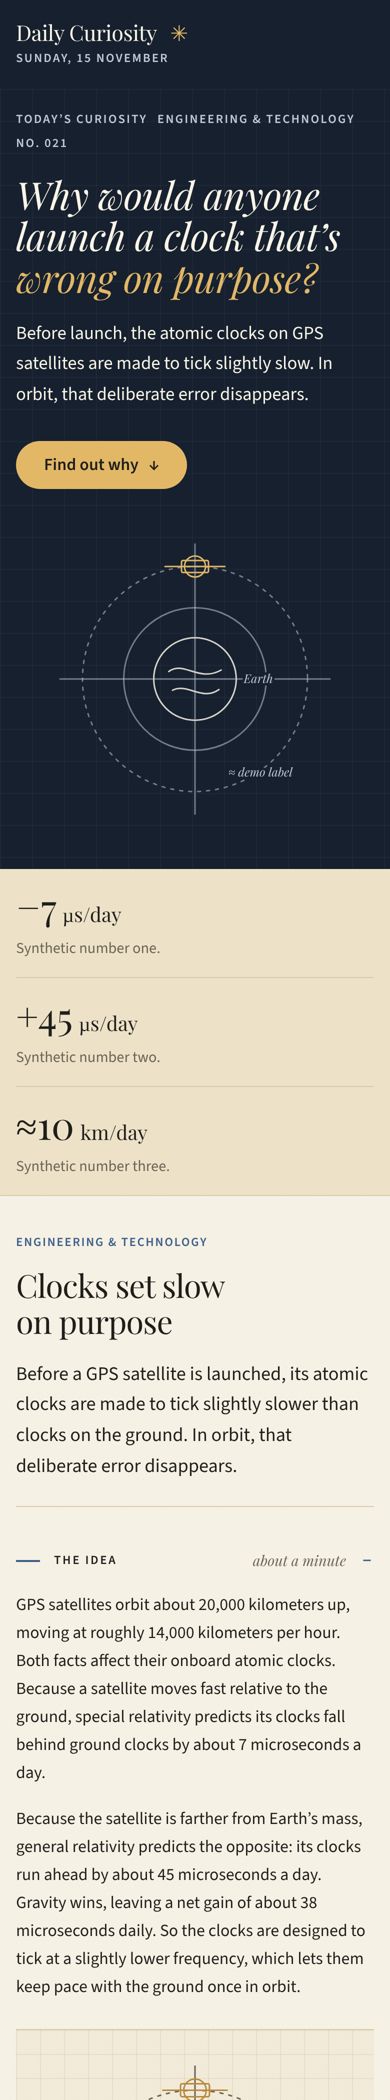 Daily Curiosity
SUNDAY, 15 NOVEMBER
TODAY’S CURIOSITY ENGINEERING & TECHNOLOGY
NO. 021
Why would anyone
launch a clock that’s
wrong on purpose?
Before launch, the atomic clocks on GPS
satellites are made to tick slightly slow. In
orbit, that deliberate error disappears.
Find out why ↓
Earth
≈ demo label
−7 µs/day
Synthetic number one.
+45 µs/day
Synthetic number two.
≈10 km/day
Synthetic number three.
ENGINEERING & TECHNOLOGY
Clocks set slow
on purpose
Before a GPS satellite is launched, its atomic
clocks are made to tick slightly slower than
clocks on the ground. In orbit, that
deliberate error disappears.
THE IDEA about a minute −
GPS satellites orbit about 20,000 kilometers up,
moving at roughly 14,000 kilometers per hour.
Both facts affect their onboard atomic clocks.
Because a satellite moves fast relative to the
ground, special relativity predicts its clocks fall
behind ground clocks by about 7 microseconds a
day.
Because the satellite is farther from Earth’s mass,
general relativity predicts the opposite: its clocks
run ahead by about 45 microseconds a day.
Gravity wins, leaving a net gain of about 38
microseconds daily. So the clocks are designed to
tick at a slightly lower frequency, which lets them
keep pace with the ground once in orbit.